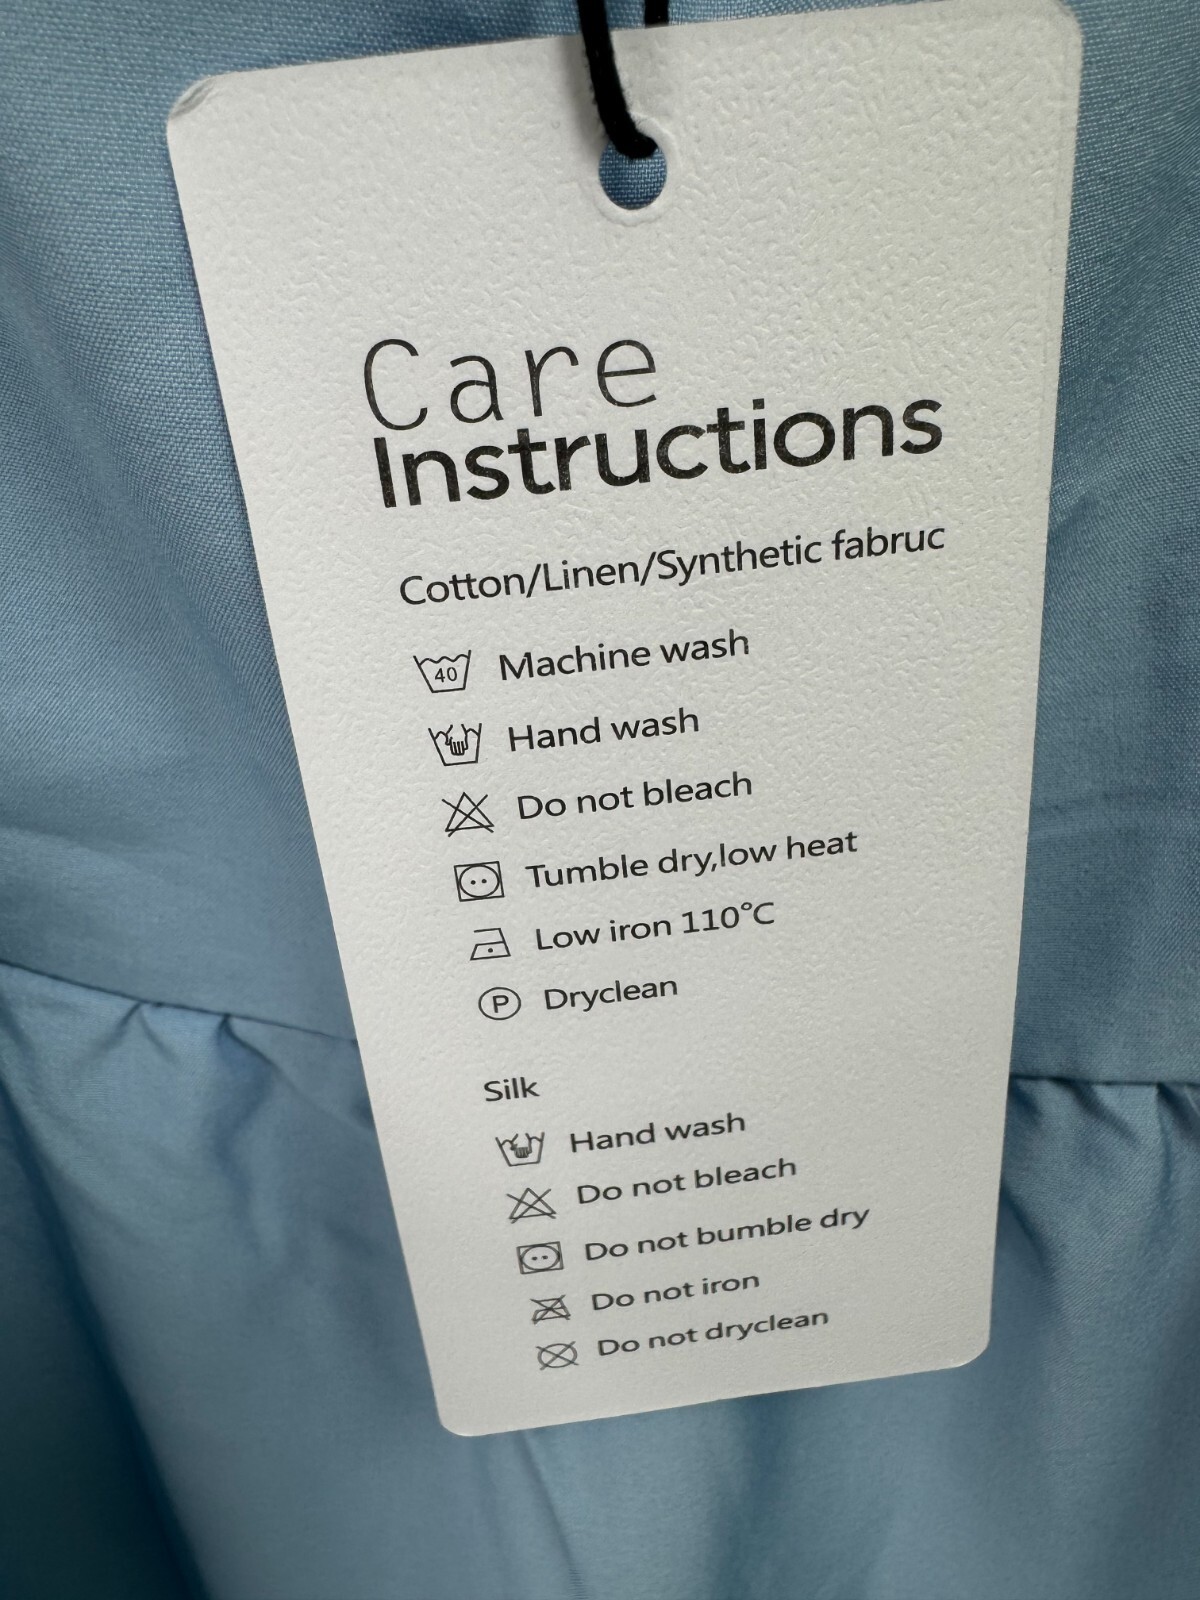 Care
Instructions
Cotton/Linen/Synthetic fabruc
40 Machine wash
Hand wash
Do not bleach
Tumble dry,low heat
Low iron 110°C
P Dryclean
Silk
Hand wash
Do not bleach
Do not bumble dry
Do not iron
Do not dryclean